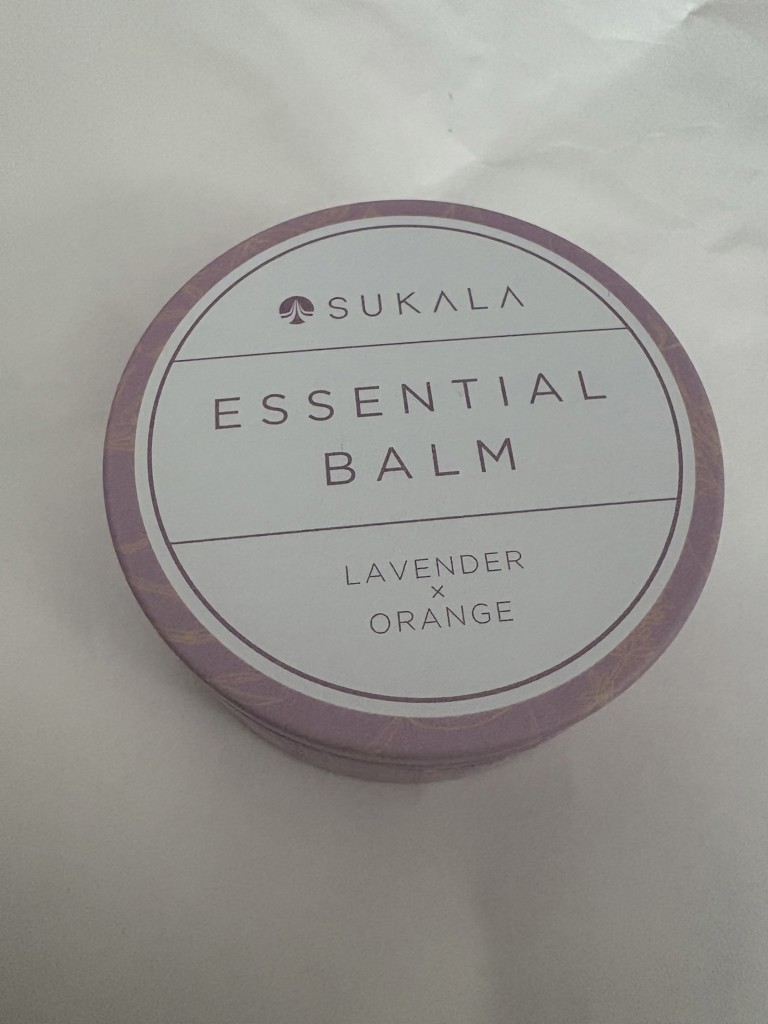 SUKALA
ESSENTIAL
BALM
LAVENDER
×
ORANGE